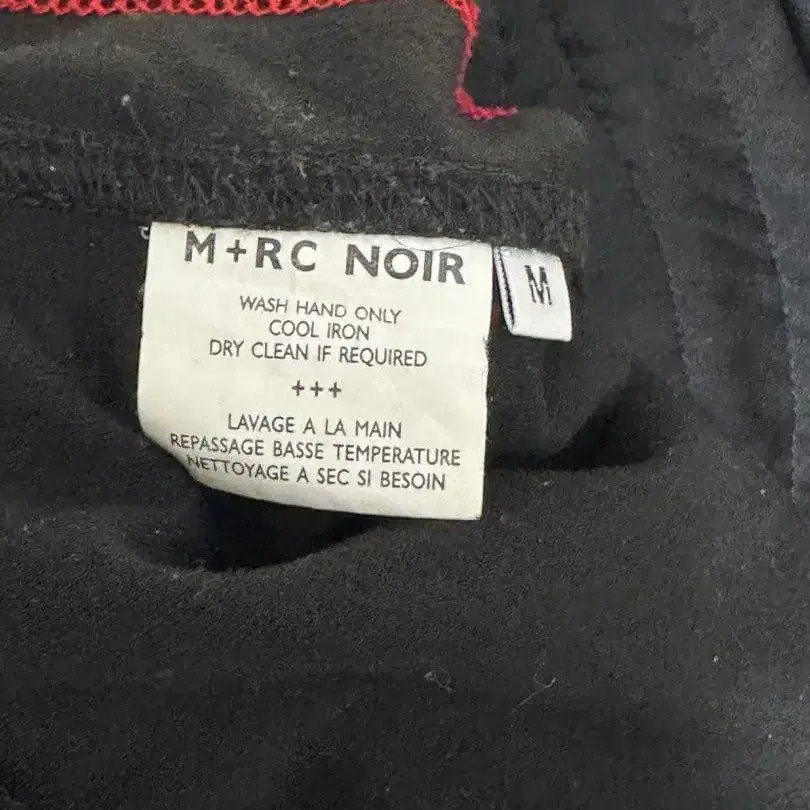 M+RC NOIR
M
WASH HAND ONLY
COOL IRON
DRY CLEAN IF REQUIRED
+++
LAVAGE A LA MAIN
REPASSAGE BASSE TEMPERATURE
NETTOYAGE A SEC SI BESOIN